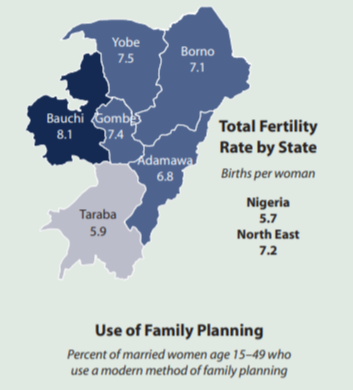 Yobe
7.5
Borno
7.1
Bauchi
8.1
Gombe
7.4
Adamawa
6.8
Taraba
5.9
Total Fertility
Rate by State
Births per woman
Nigeria
5.7
North East
7.2
Use of Family Planning
Percent of married women age 15–49 who
use a modern method of family planning